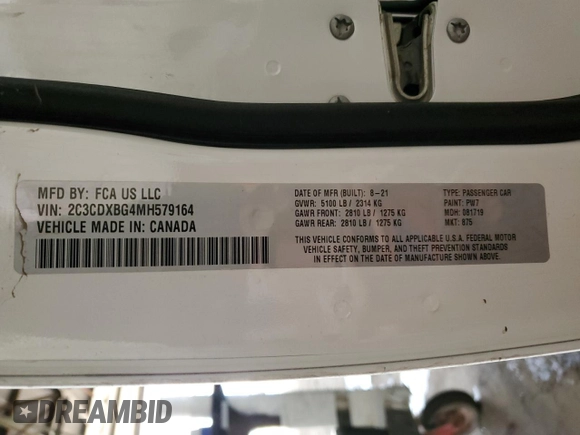 MFD BY: FCA US LLC
VIN: 2C3CDXBG4MH579164
VEHICLE MADE IN: CANADA
DATE OF MFR (BUILT): 8-21
GVWR: 5100 LB / 2314 KG
GAWR FRONT: 2810 LB / 1275 KG
GAWR REAR: 2810 LB / 1275 KG
TYPE: PASSENGER CAR
PAINT: PW7
MDH: 081719
MKT: 875
THIS VEHICLE CONFORMS TO ALL APPLICABLE U.S.A. FEDERAL MOTOR
VEHICLE SAFETY, BUMPER, AND THEFT PREVENTION STANDARDS
IN EFFECT ON THE DATE OF MANUFACTURE SHOWN ABOVE.
DREAMBID